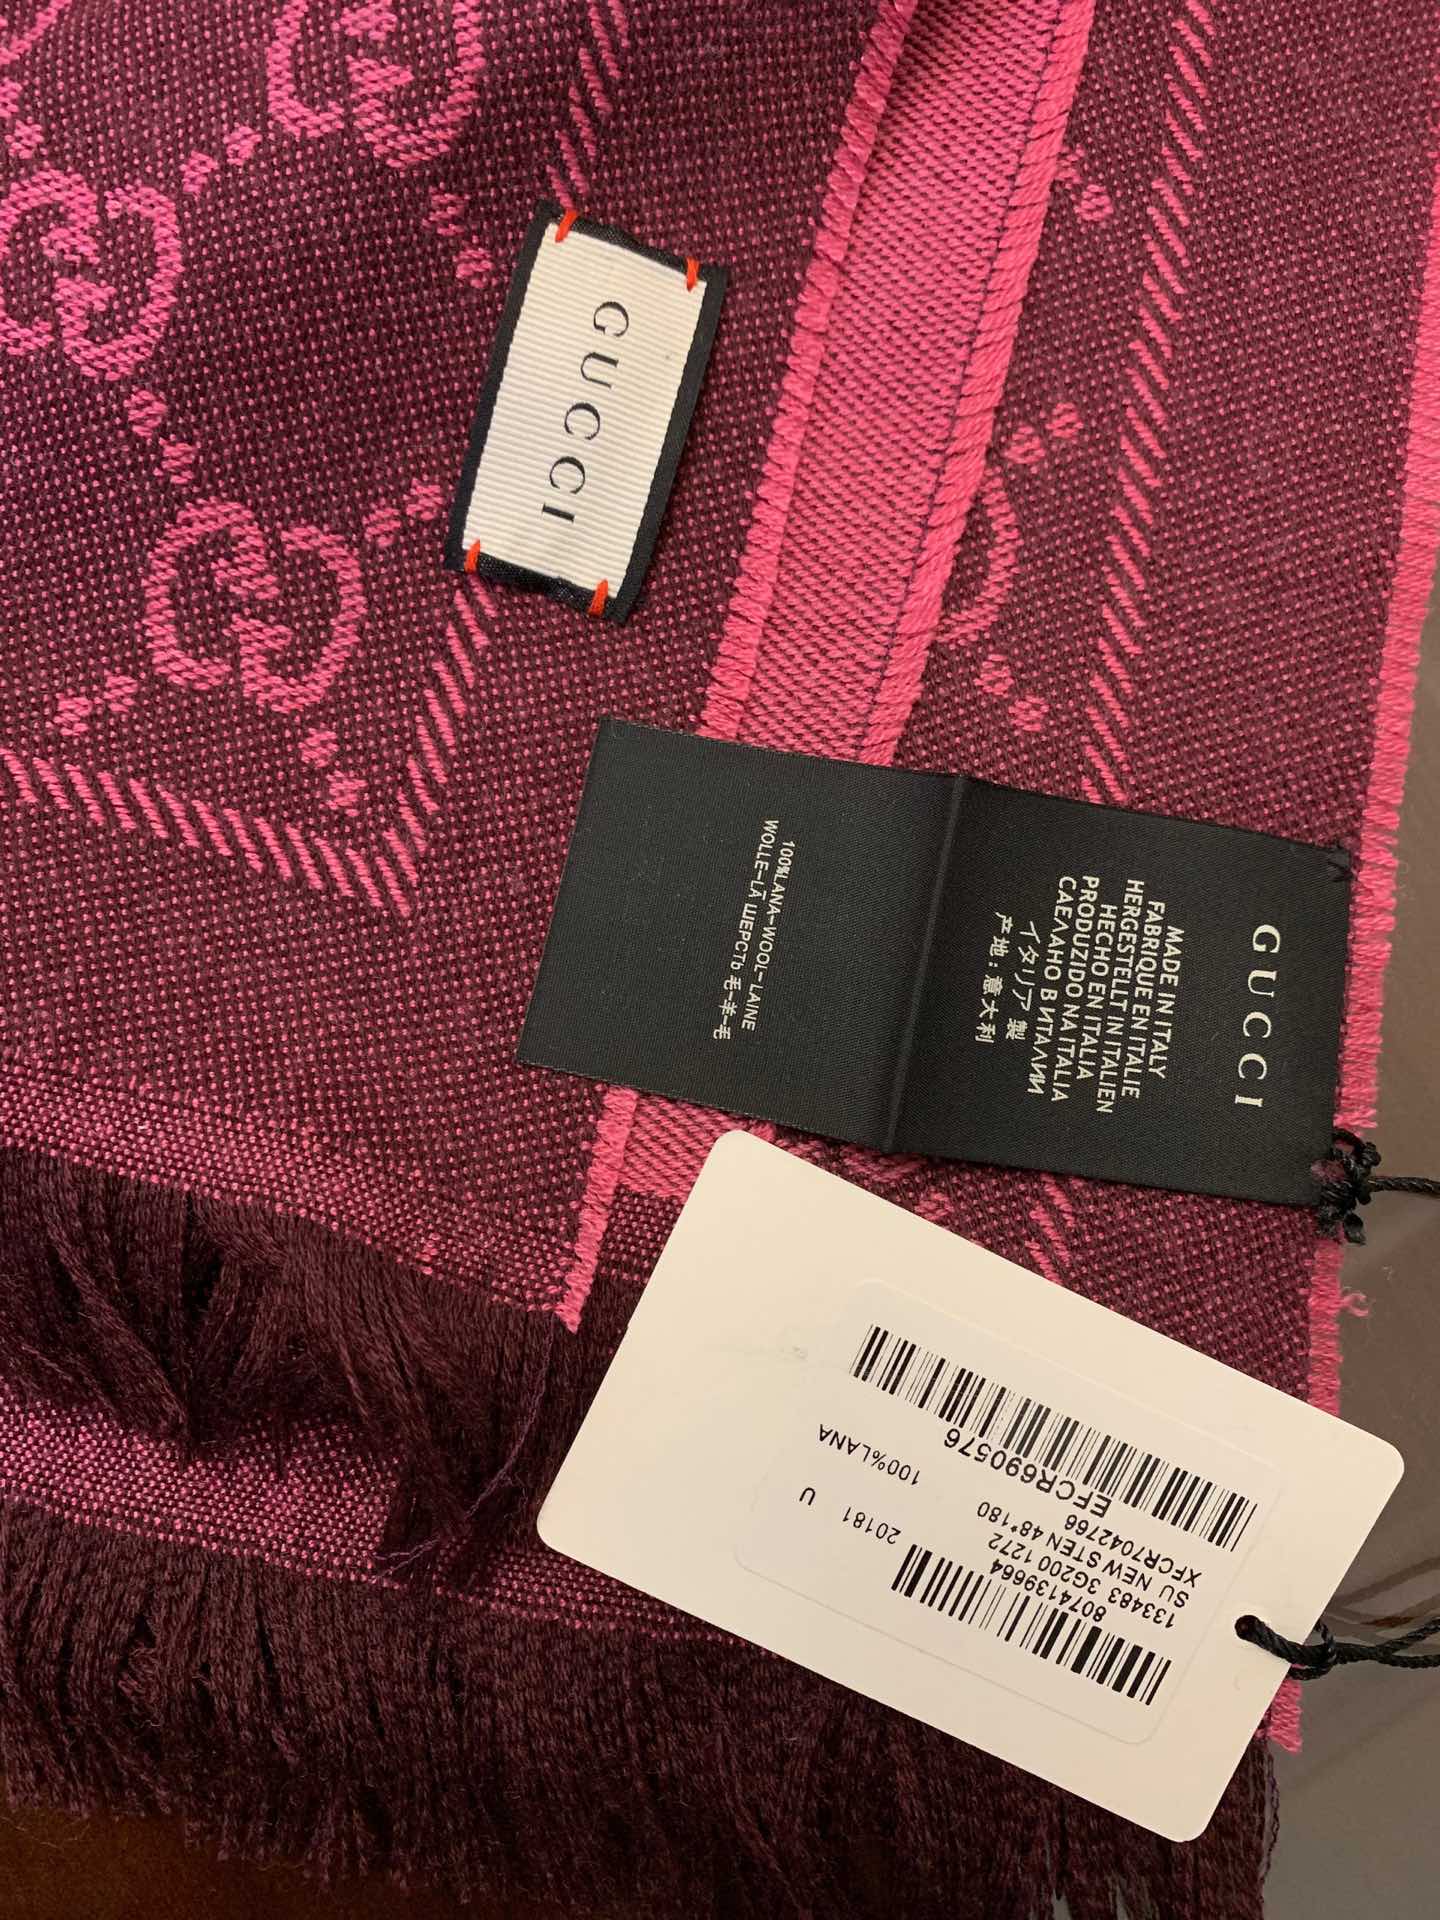 GUCCI
GUCCI
MADE IN ITALY
FABRIQUE EN ITALIE
HERGESTELLT IN ITALIEN
HECHO EN ITALIA
PRODUZIDO NA ITALIA
СДЕЛАНО В ИТАЛИИ
イタリア製
产地:意大利
100%LANA-WOOL-LAINE
WOLLE-LÃ ШЕРСТЬ 毛-羊-毛
8074139664
133483 3G200 1272
SU NEW STEN 48*180
XFCR7042766
20181 U
100%LANA
EFCR690576